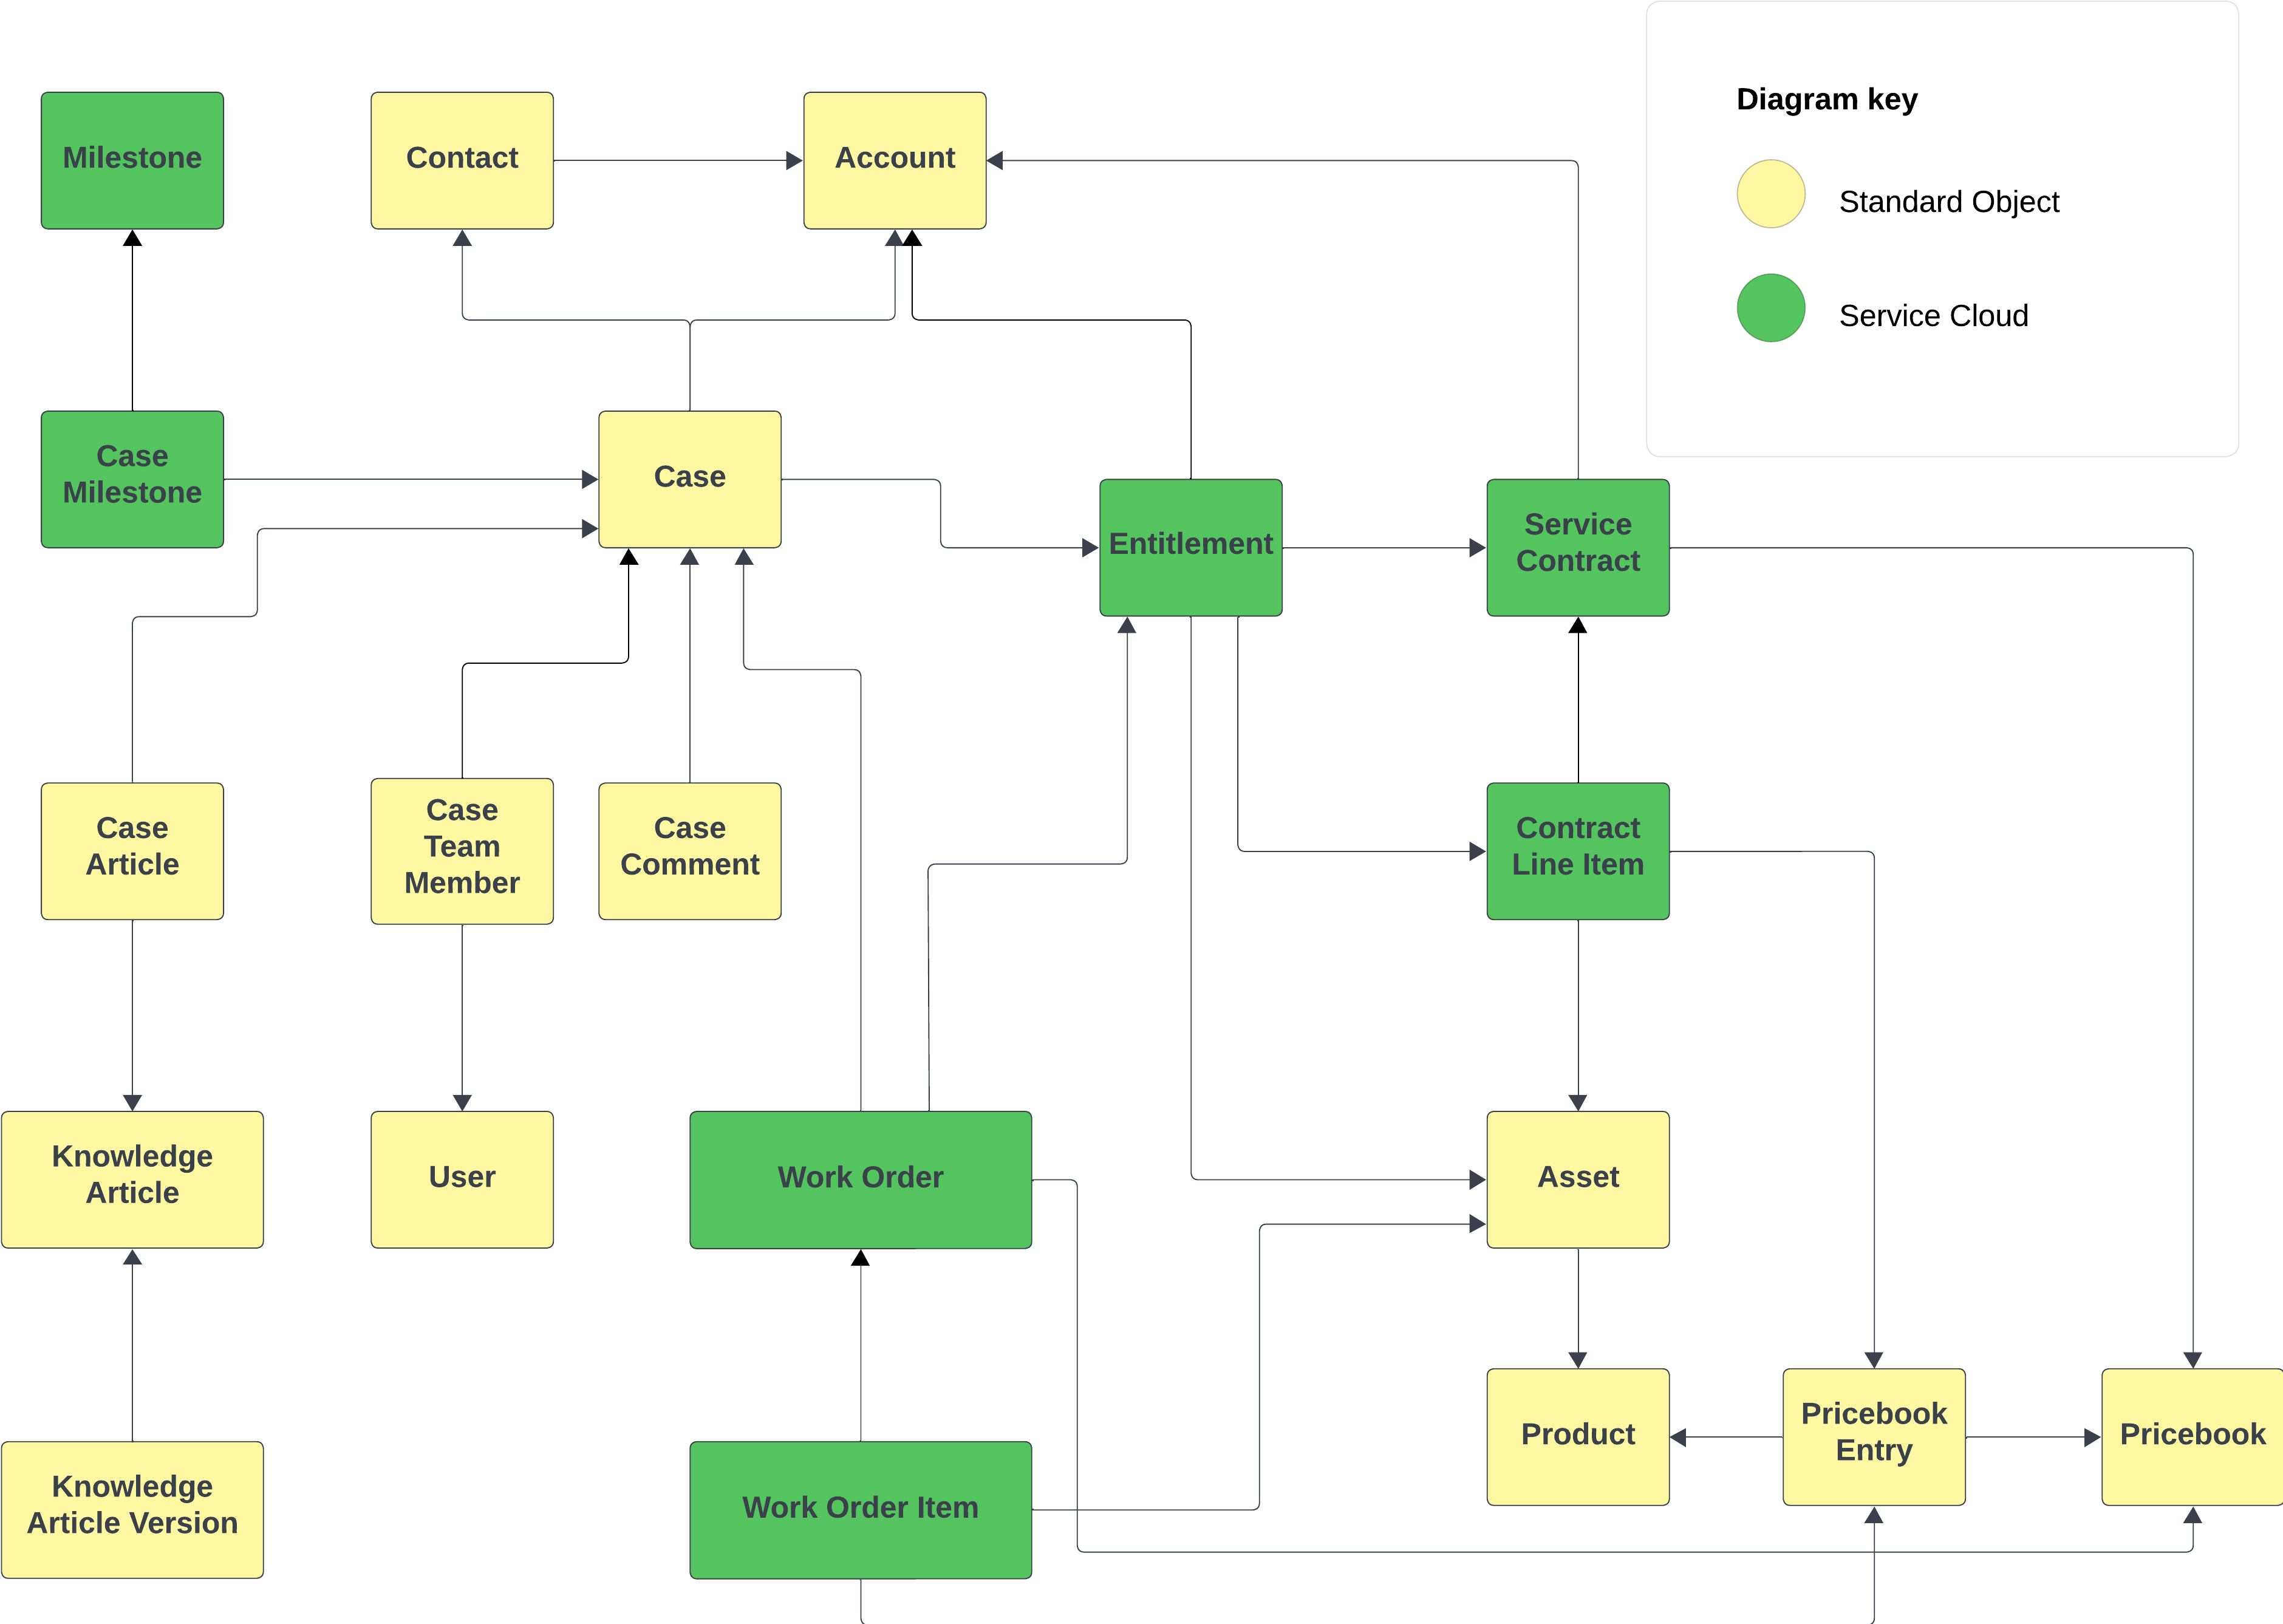 Diagram key
Standard Object
Service Cloud
Milestone
Contact
Account
Case
Milestone
Case
Entitlement
Service
Contract
Case
Article
Case
Team
Member
Case
Comment
Contract
Line Item
Knowledge
Article
User
Work Order
Asset
Product
Pricebook
Entry
Pricebook
Knowledge
Article Version
Work Order Item